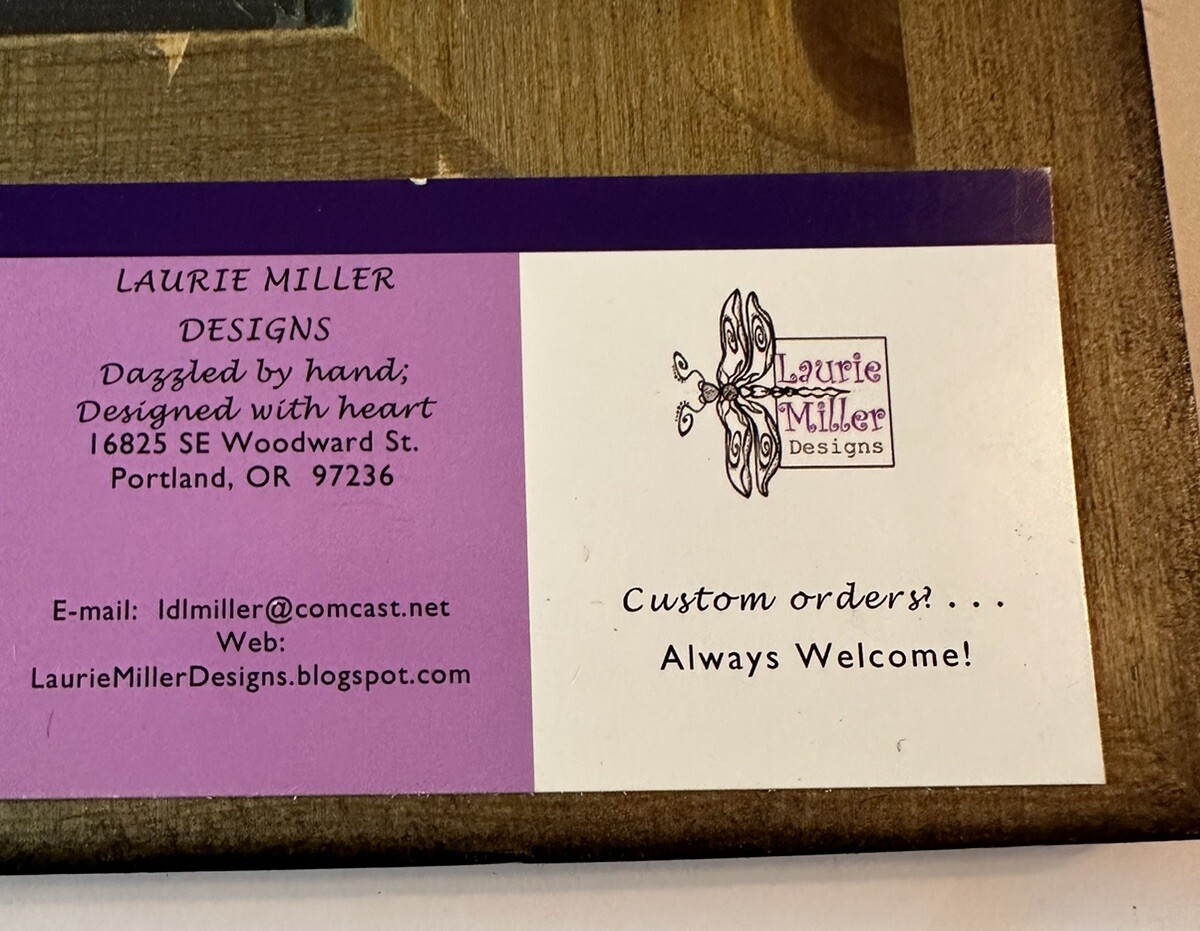 LAURIE MILLER
DESIGNS
Dazzled by hand;
Designed with heart
16825 SE Woodward St.
Portland, OR 97236
E-mail: ldlmiller@comcast.net
Web:
LaurieMillerDesigns.blogspot.com
Laurie
Miller
Designs
Custom orders? . . .
Always Welcome!